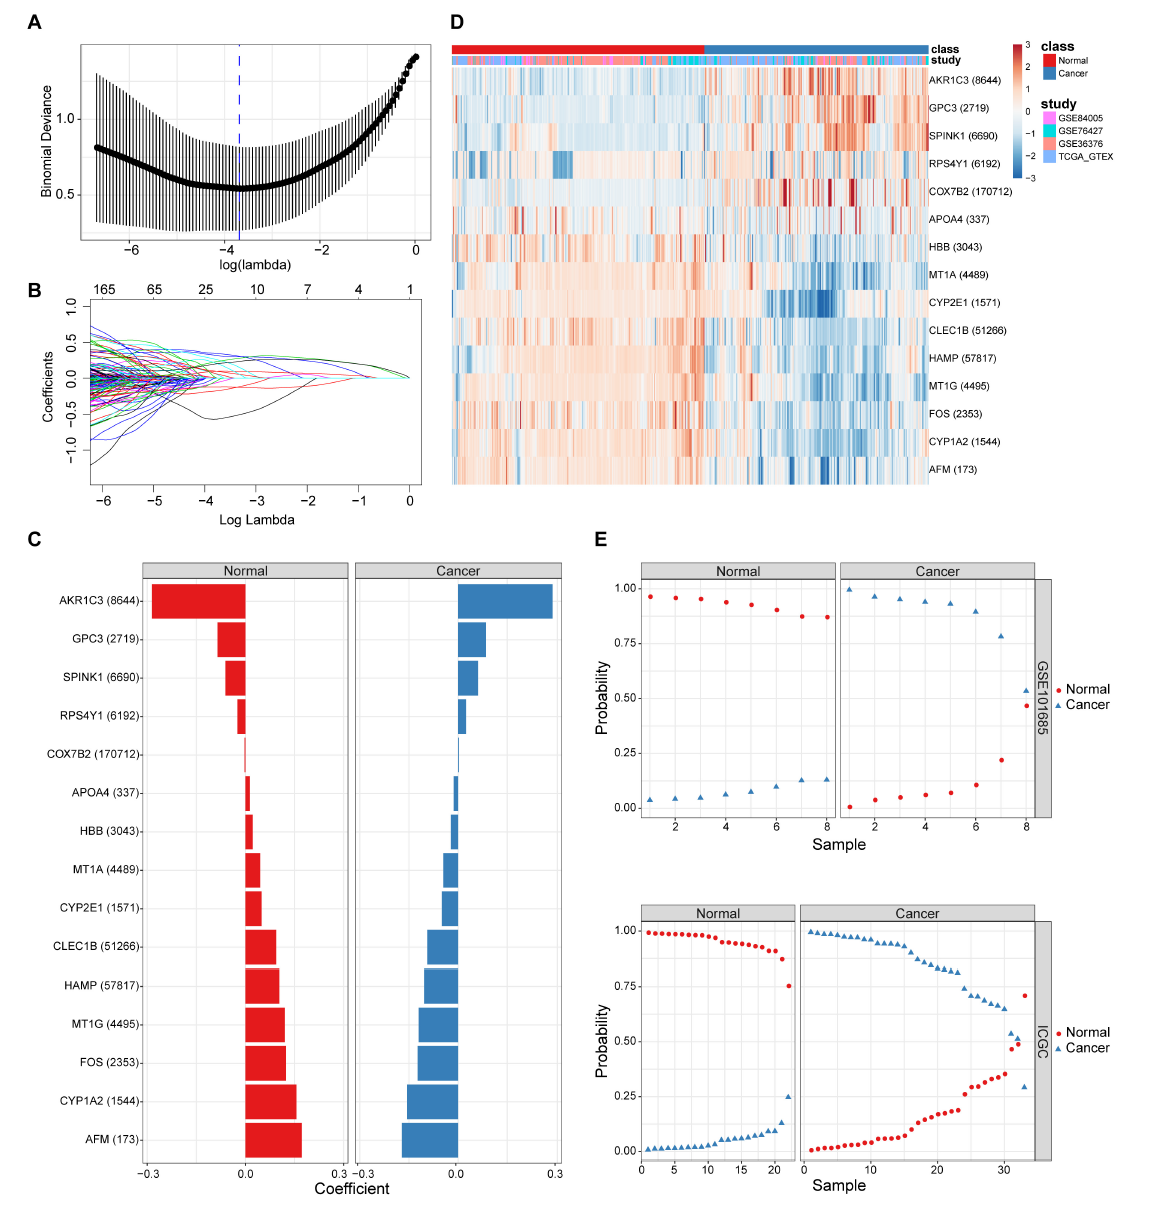 A
Binomial Deviance
1.0
0.5
−6
−4
−2
0
log(lambda)
B
165
65
25
10
7
4
1
Coefficients
1.0
0.5
0.0
−0.5
−1.0
−6
−5
−4
−3
−2
−1
0
Log Lambda
D
class
study
AKR1C3 (8644)
GPC3 (2719)
SPINK1 (6690)
RPS4Y1 (6192)
COX7B2 (170712)
APOA4 (337)
HBB (3043)
MT1A (4489)
CYP2E1 (1571)
CLEC1B (51266)
HAMP (57817)
MT1G (4495)
FOS (2353)
CYP1A2 (1544)
AFM (173)
3
2
1
0
−1
−2
−3
class
Normal
Cancer
study
GSE84005
GSE76427
GSE36376
TCGA_GTEX
C
Normal
Cancer
AKR1C3 (8644)
GPC3 (2719)
SPINK1 (6690)
RPS4Y1 (6192)
COX7B2 (170712)
APOA4 (337)
HBB (3043)
MT1A (4489)
CYP2E1 (1571)
CLEC1B (51266)
HAMP (57817)
MT1G (4495)
FOS (2353)
CYP1A2 (1544)
AFM (173)
−0.3
0.0
0.3
−0.3
0.0
0.3
Coefficient
E
Normal
Cancer
Probability
1.00
0.75
0.50
0.25
0.00
2
4
6
8
2
4
6
8
Sample
GSE101685
Normal
Cancer
Normal
Cancer
Probability
1.00
0.75
0.50
0.25
0.00
0
5
10
15
20
0
10
20
30
Sample
ICGC
Normal
Cancer